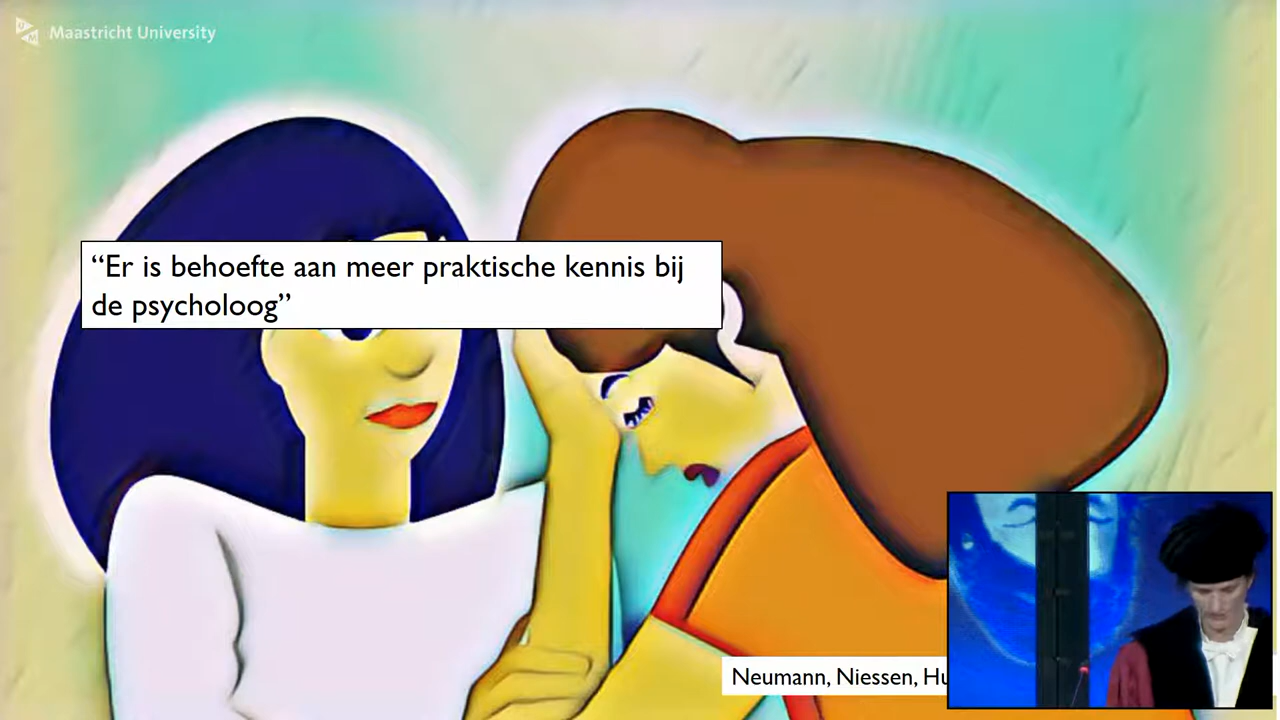 Maastricht University
“Er is behoefte aan meer praktische kennis bij
de psycholoog”
Neumann, Niessen,